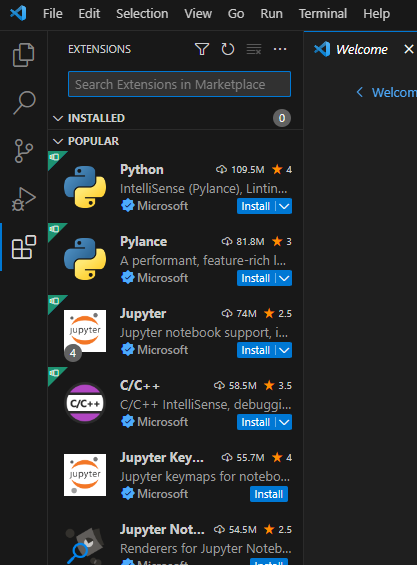 File Edit Selection View Go Run Terminal Help
EXTENSIONS
Welcome
Search Extensions in Marketplace
Welcom
INSTALLED 0
POPULAR
Python 109.5M 4
IntelliSense (Pylance), Lintin...
Microsoft Install
Pylance 81.8M 3
A performant, feature-rich l...
Microsoft Install
jupyter
Jupyter 74M 2.5
Jupyter notebook support, i...
4
Microsoft Install
C/C++
C/C++ 58.5M 3.5
C/C++ IntelliSense, debuggi...
Microsoft Install
jupyter
Jupyter Key... 55.7M 4
Jupyter keymaps for notebo...
Microsoft Install
Jupyter Not... 54.5M 2.5
Renderers for Jupyter Noteb...